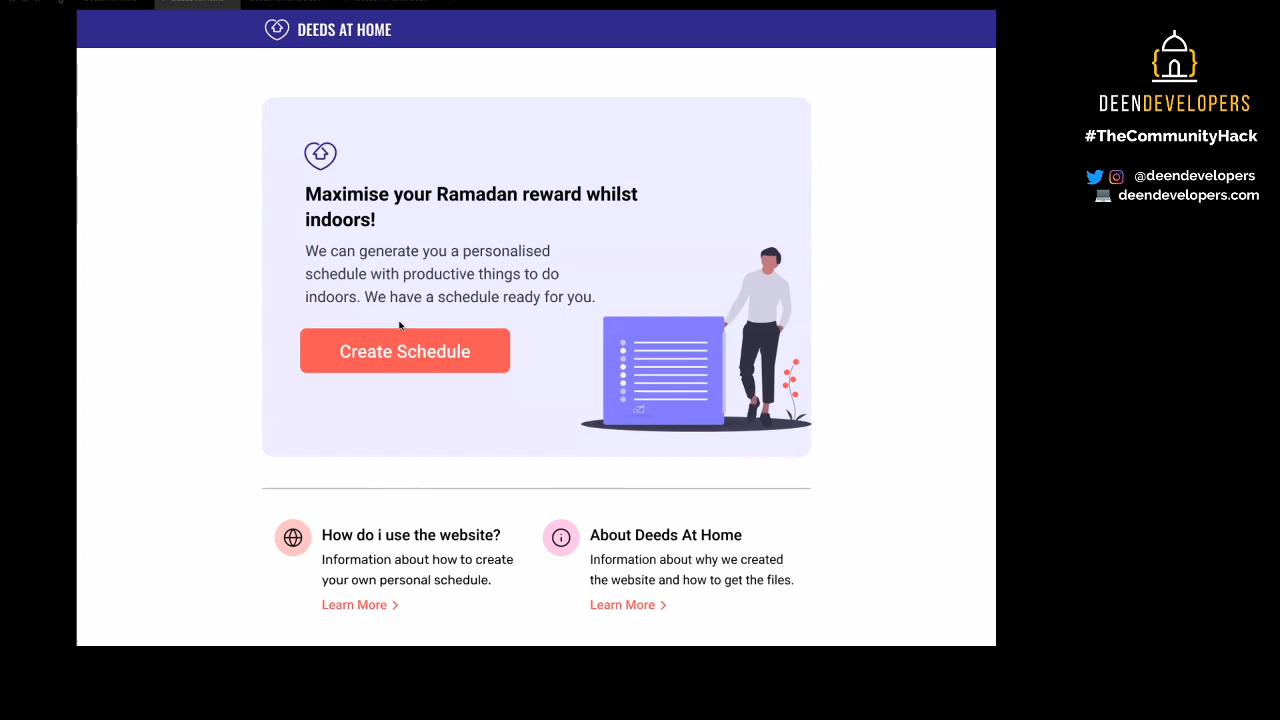 DEEDS AT HOME
Maximise your Ramadan reward whilst
indoors!
We can generate you a personalised
schedule with productive things to do
indoors. We have a schedule ready for you.
Create Schedule
How do i use the website?
Information about how to create
your own personal schedule.
Learn More
About Deeds At Home
Information about why we created
the website and how to get the files.
Learn More
DEENDEVELOPERS
#TheCommunityHack
@deendevelopers
deendevelopers.com